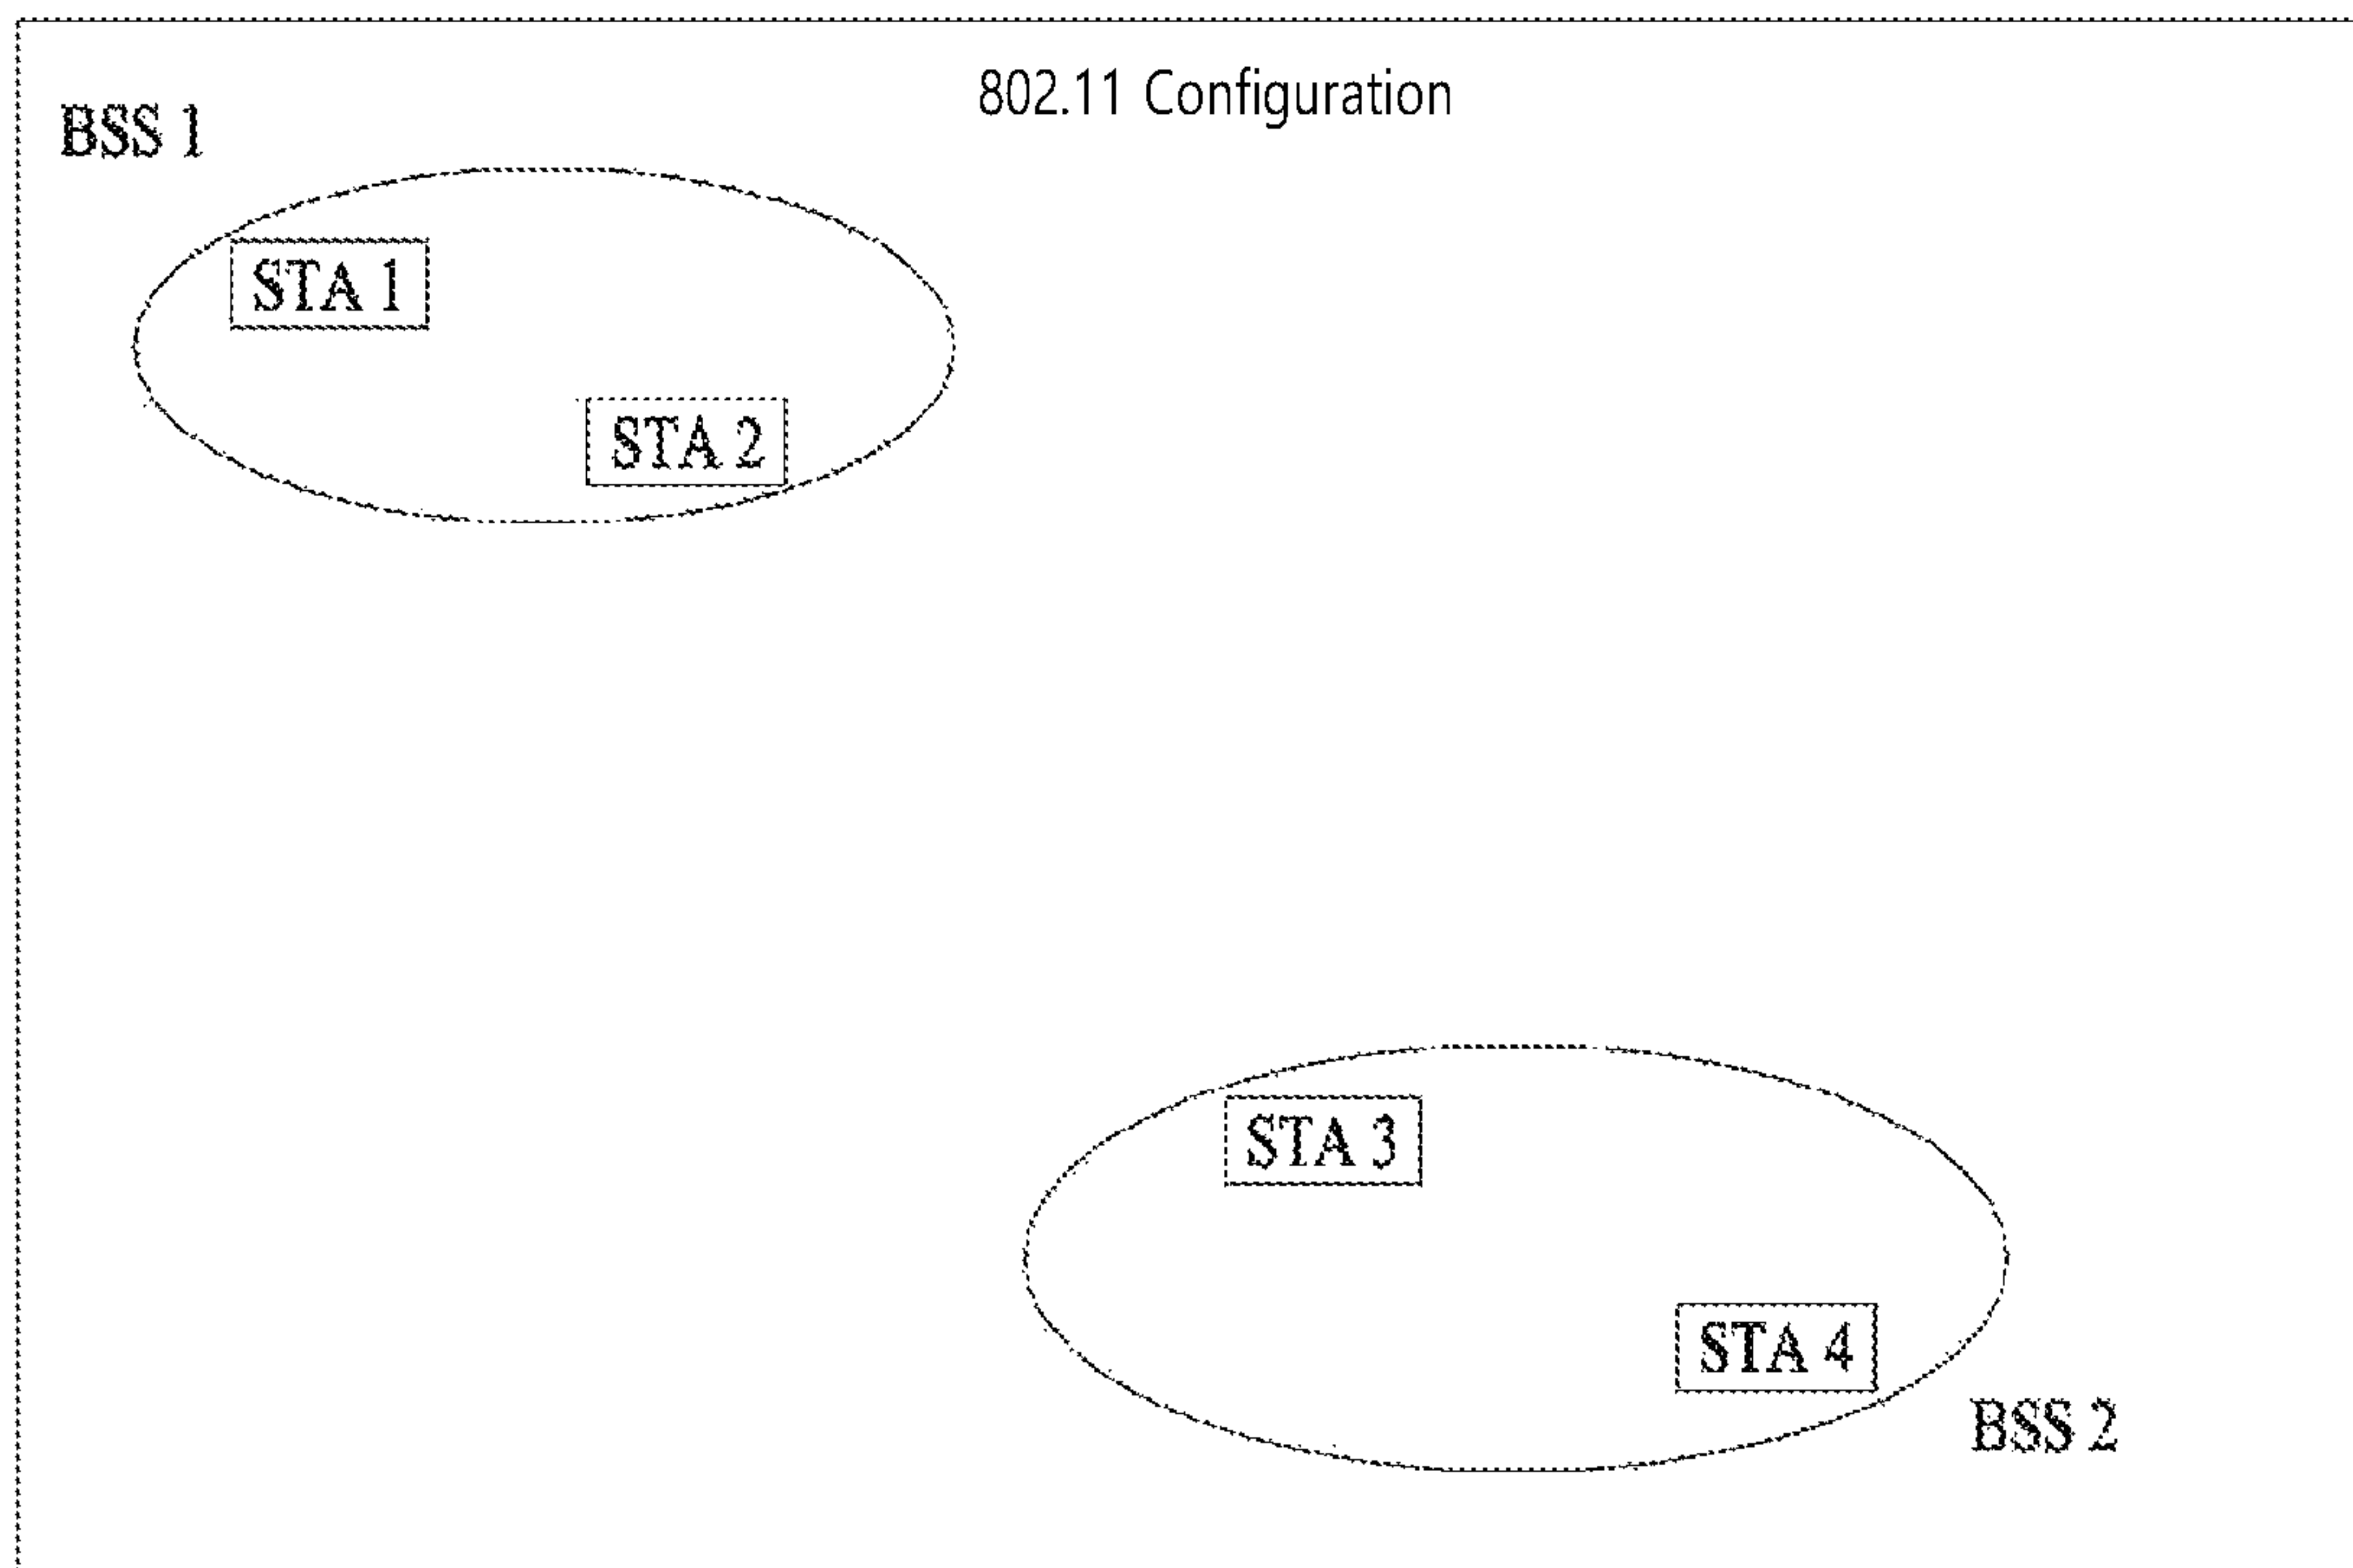 802.11 Configuration
BSS 1
STA 1
STA 2
STA 3
STA 4
BSS 2